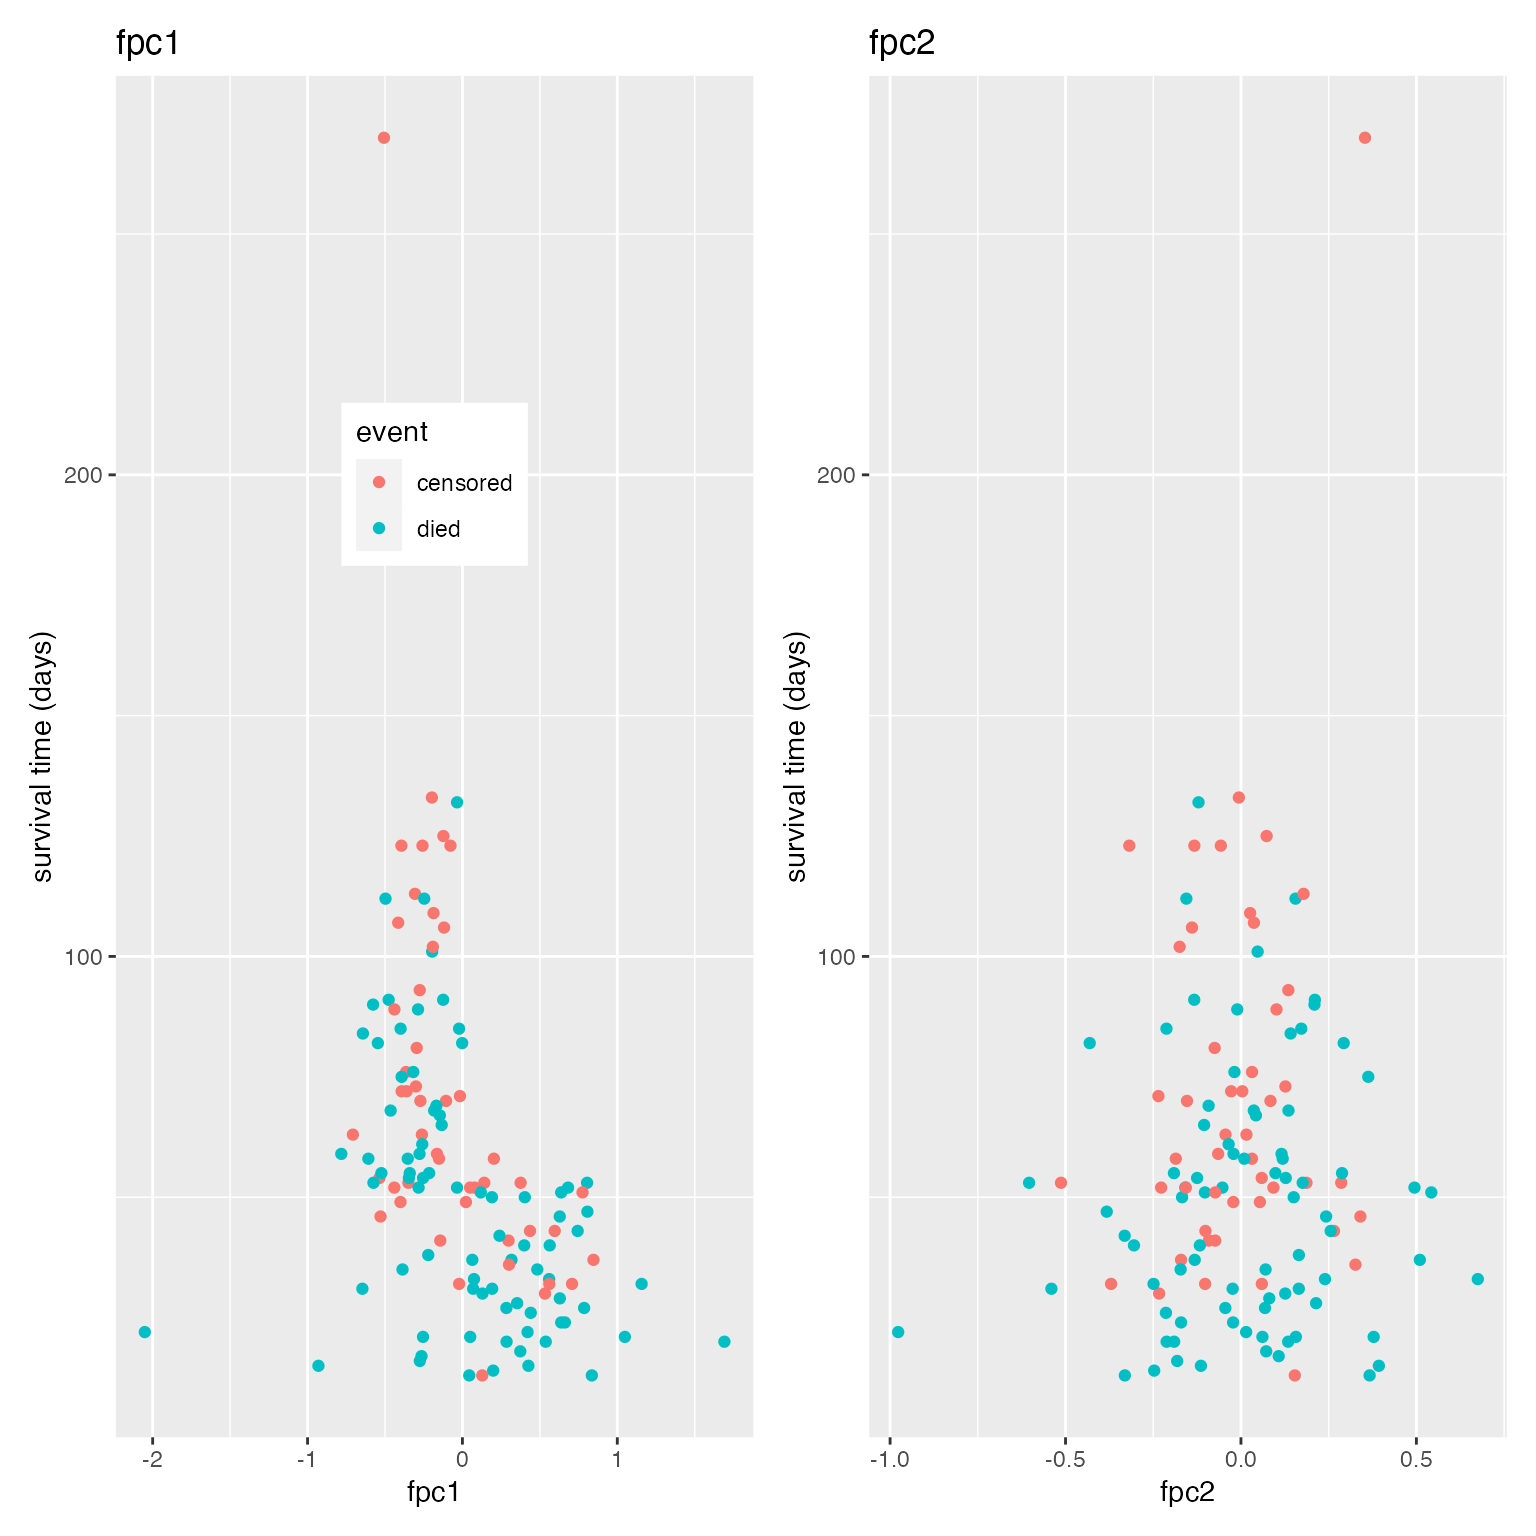 fpc1
fpc2
survival time (days)
200
100
event
censored
died
-2
-1
0
1
fpc1
survival time (days)
200
100
-1.0
-0.5
0.0
0.5
fpc2